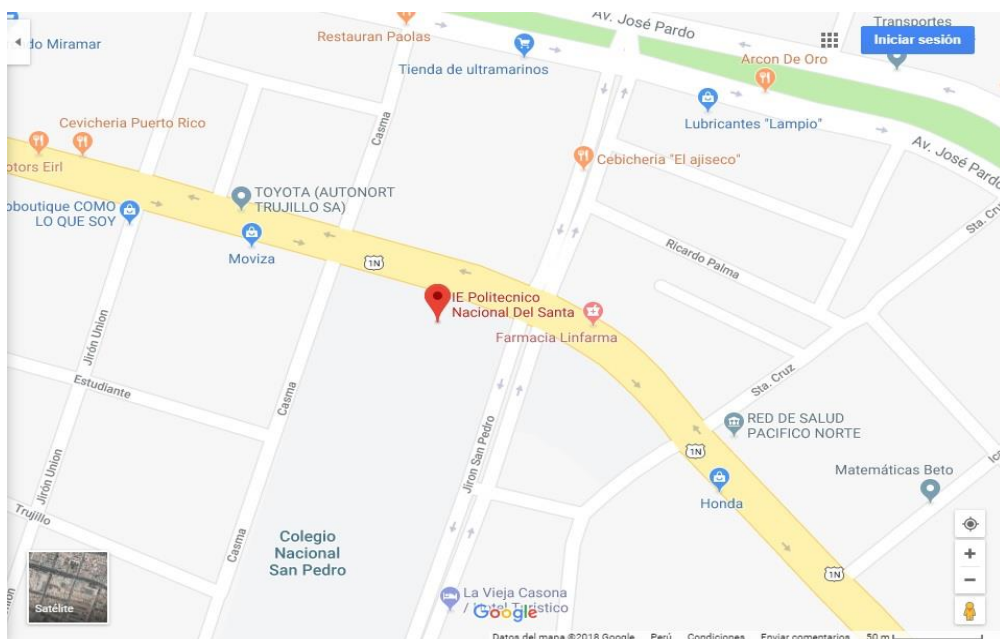 Av. José Pardo
Transportes
Iniciar sesión
do Miramar
Restauran Paolas
Tienda de ultramarinos
Arcon De Oro
Lubricantes "Lampio"
Cevicheria Puerto Rico
Casma
Cebicheria "El ajiseco"
Av. José Pardo
otors Eirl
TOYOTA (AUTONORT
TRUJILLO SA)
oboutique COMO
LO QUE SOY
Sta. Cruz
Moviza
1N
Ricardo Palma
IE Politecnico
Nacional Del Santa
Farmacia Linfarma
Jirón Union
Estudiante
Casma
Sta. Cruz
RED DE SALUD
PACIFICO NORTE
1N
Jiron San Pedro
Matemáticas Beto
Ica
Honda
Jirón Union
Trujillo
Casma
Colegio
Nacional
San Pedro
1N
La Vieja Casona
/ Hotel Turistico
Satélite
Google
Datos del mapa ©2018 Google Perú Condiciones Enviar comentarios 50 m